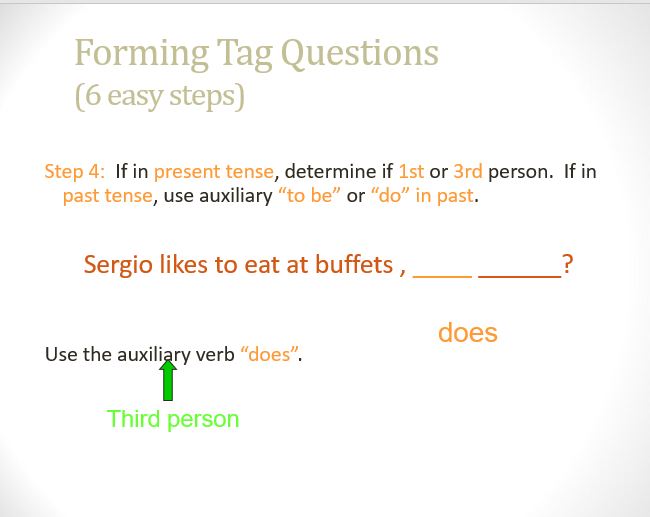 Forming Tag Questions
(6 easy steps)
Step 4: If in present tense, determine if 1st or 3rd person. If in
past tense, use auxiliary “to be” or “do” in past.
Sergio likes to eat at buffets , ____ ______?
does
Use the auxiliary verb “does”.
Third person